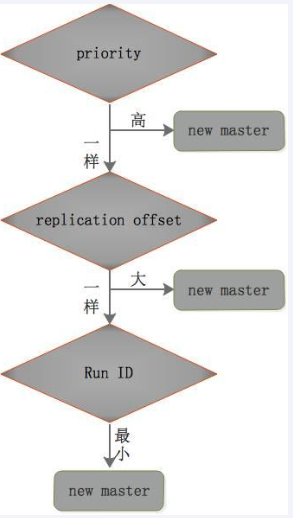 priority
高
new master
一
样
replication offset
大
new master
一
样
Run ID
最
小
new master